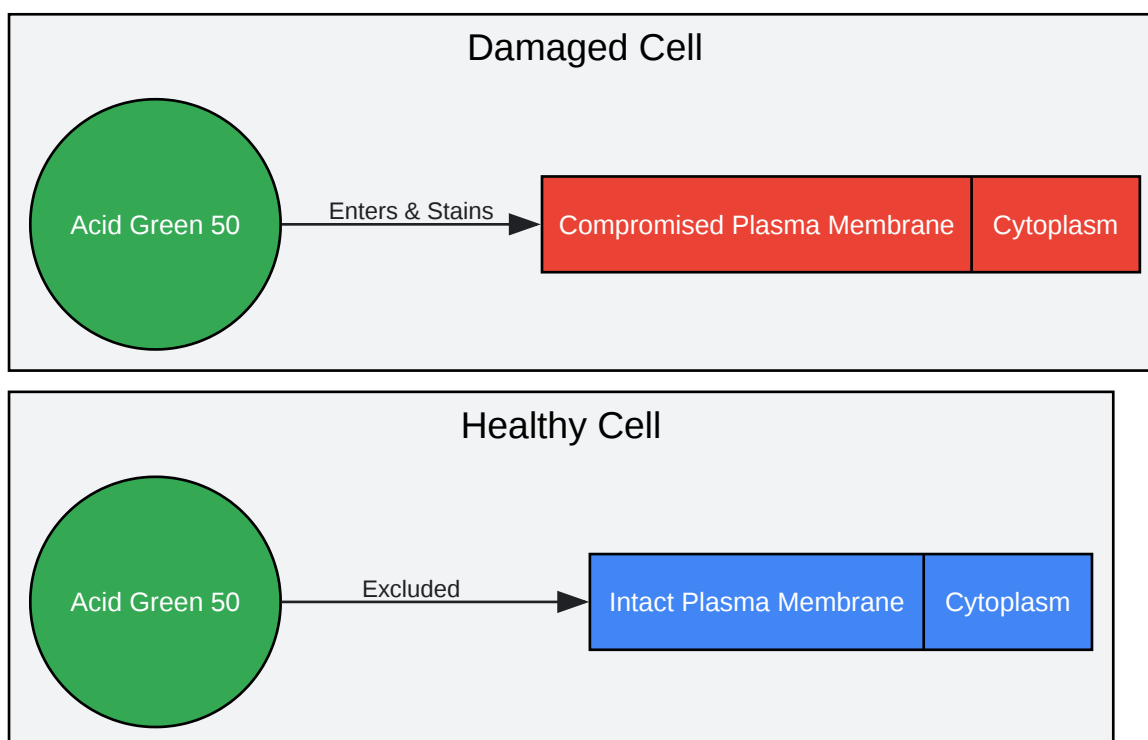 Damaged Cell
Acid Green 50
Enters & Stains
Compromised Plasma Membrane
Cytoplasm
Healthy Cell
Acid Green 50
Excluded
Intact Plasma Membrane
Cytoplasm